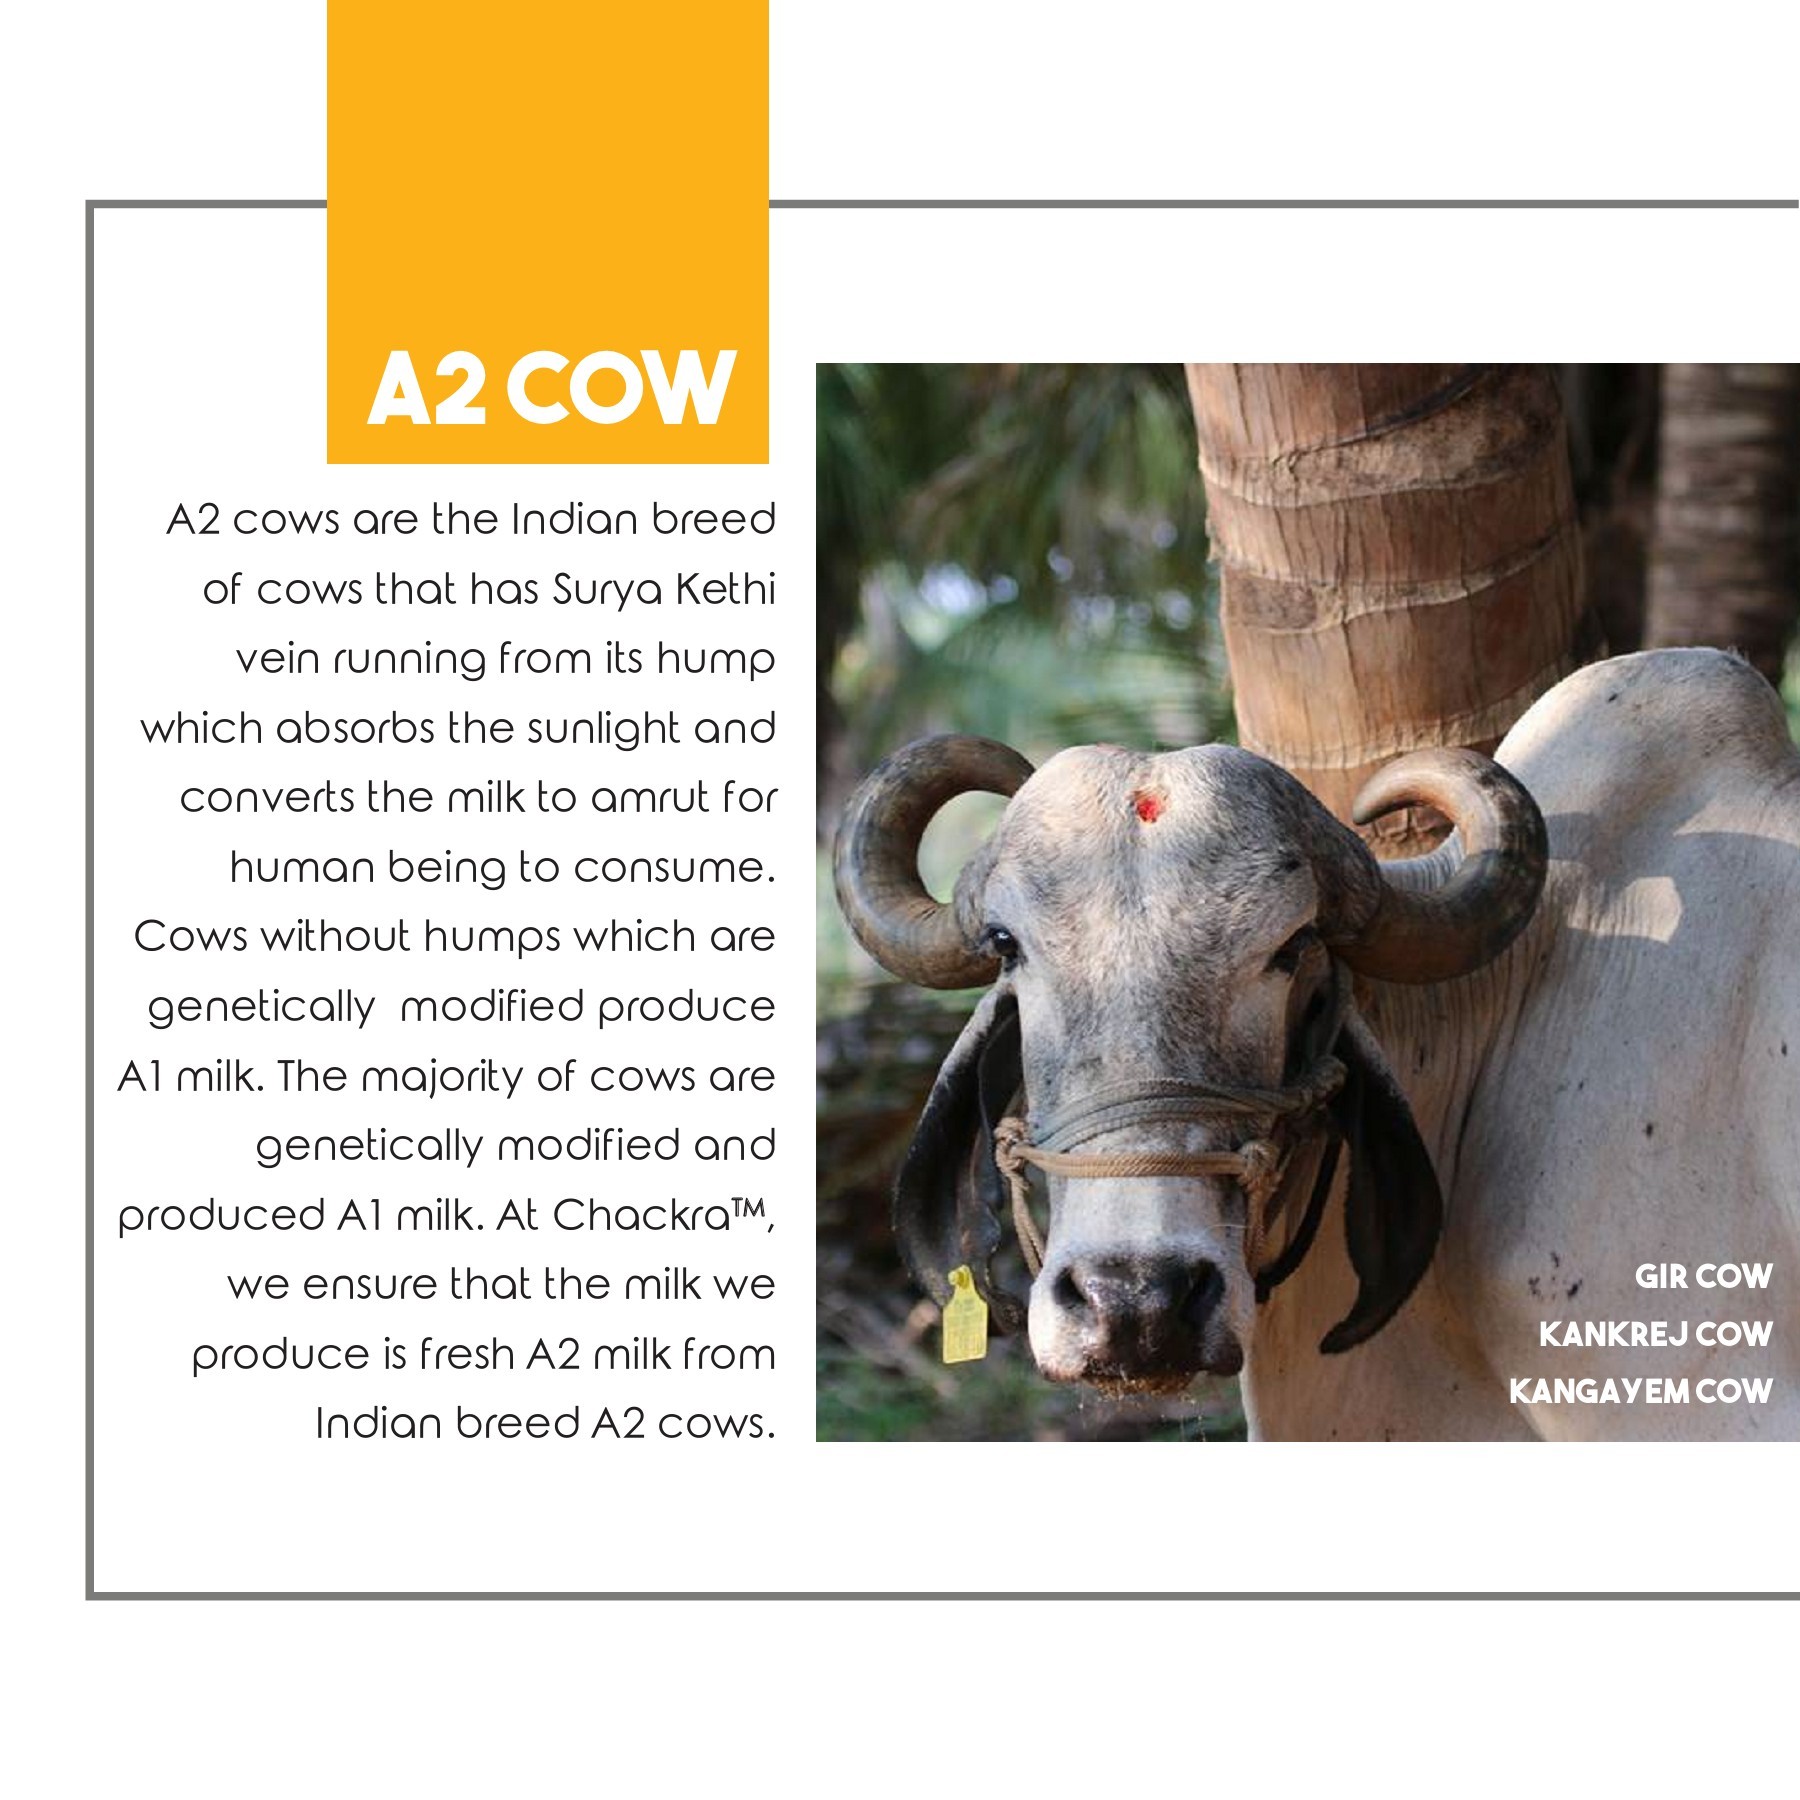 A2 COW
A2 cows are the Indian breed
of cows that has Surya Kethi
vein running from its hump
which absorbs the sunlight and
converts the milk to amrut for
human being to consume.
Cows without humps which are
genetically  modified produce
A1 milk. The majority of cows are
genetically modified and
produced A1 milk. At Chackra™,
we ensure that the milk we
produce is fresh A2 milk from
Indian breed A2 cows.
GIR COW
KANKREJ COW
KANGAYEM COW